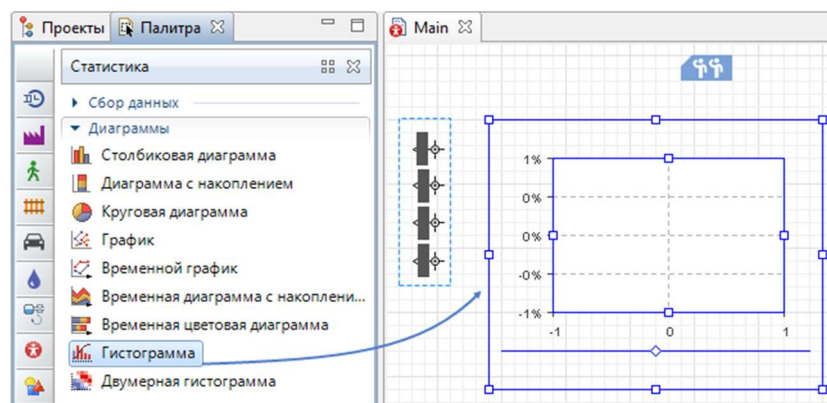 Проекты
Палитра
Main
Статистика
Сбор данных
Диаграммы
Столбиковая диаграмма
Диаграмма с накоплением
Круговая диаграмма
График
Временной график
Временная диаграмма с накоплени...
Временная цветовая диаграмма
Гистограмма
Двумерная гистограмма
1%
0%
0%
-0%
-1%
-1
0
1